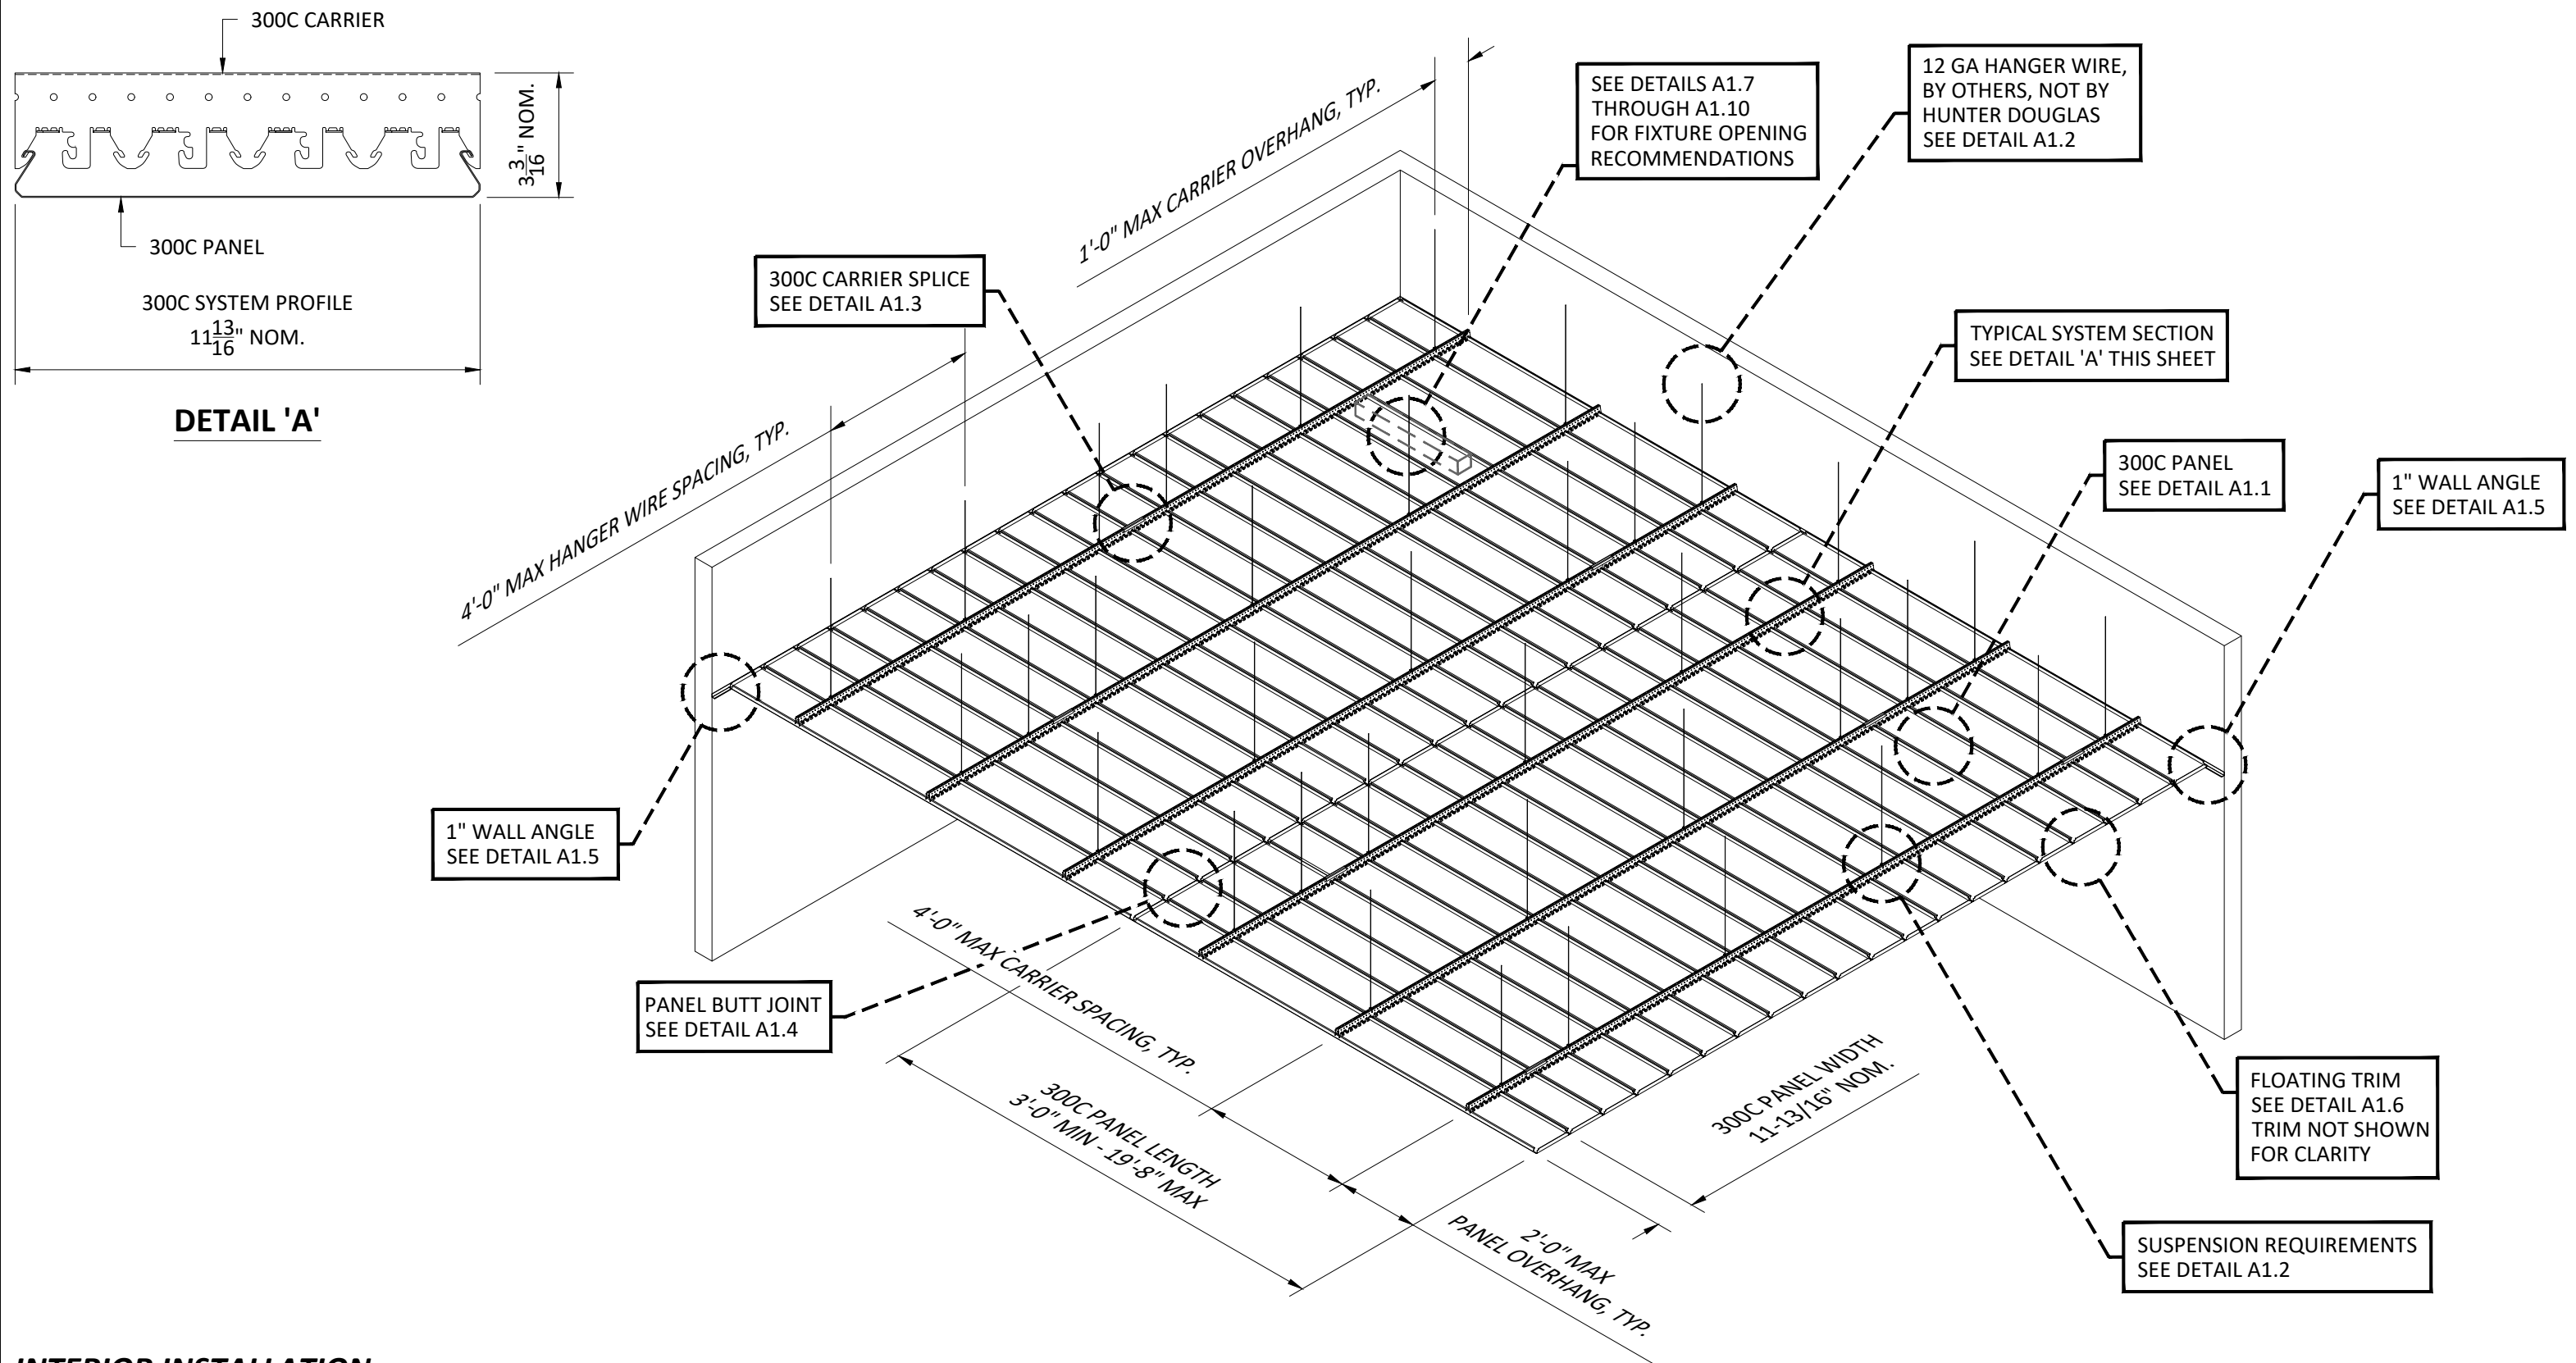 300C CARRIER
3 3/16" NOM.
300C PANEL
300C SYSTEM PROFILE
11 13/16" NOM.
DETAIL 'A'
1'-0" MAX CARRIER OVERHANG, TYP.
SEE DETAILS A1.7
THROUGH A1.10
FOR FIXTURE OPENING
RECOMMENDATIONS
12 GA HANGER WIRE,
BY OTHERS, NOT BY
HUNTER DOUGLAS
SEE DETAIL A1.2
300C CARRIER SPLICE
SEE DETAIL A1.3
TYPICAL SYSTEM SECTION
SEE DETAIL 'A' THIS SHEET
4'-0" MAX HANGER WIRE SPACING, TYP.
300C PANEL
SEE DETAIL A1.1
1" WALL ANGLE
SEE DETAIL A1.5
1" WALL ANGLE
SEE DETAIL A1.5
PANEL BUTT JOINT
SEE DETAIL A1.4
4'-0" MAX CARRIER SPACING, TYP.
300C PANEL LENGTH
3'-0" MIN - 19'-8" MAX
300C PANEL WIDTH
11-13/16" NOM.
2'-0" MAX
PANEL OVERHANG, TYP.
FLOATING TRIM
SEE DETAIL A1.6
TRIM NOT SHOWN
FOR CLARITY
SUSPENSION REQUIREMENTS
SEE DETAIL A1.2
INTERIOR INSTALLATION